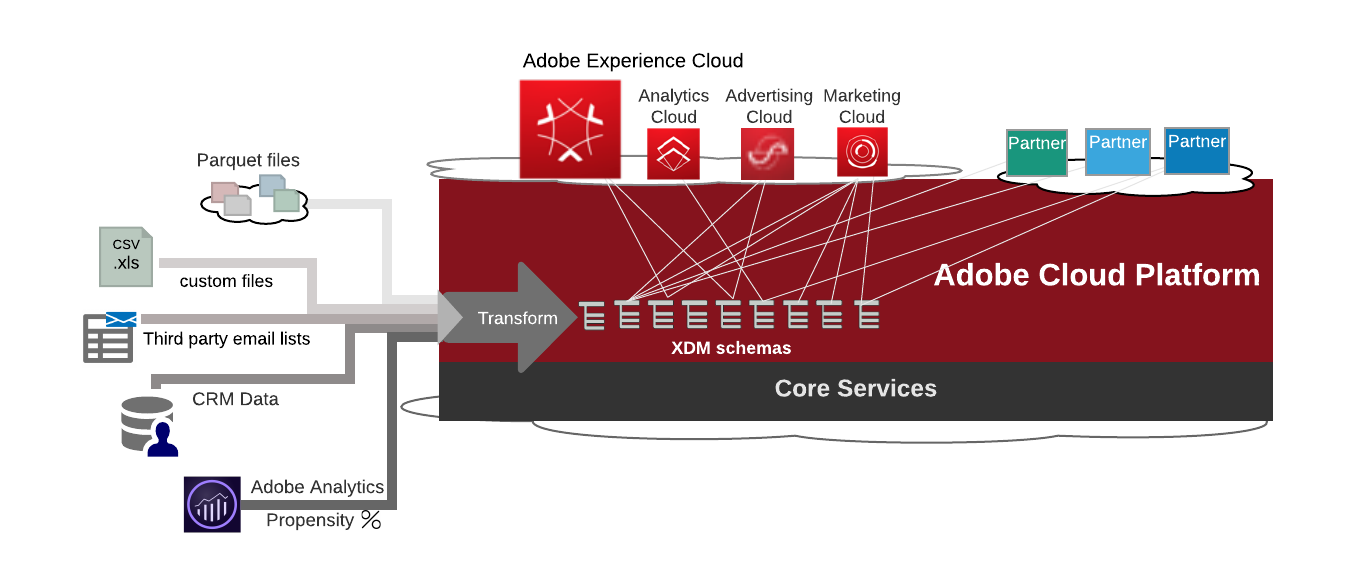 Adobe Experience Cloud
Analytics
Cloud
Advertising
Cloud
Marketing
Cloud
Partner
Partner
Partner
Parquet files
csv
.xls
custom files
Third party email lists
CRM Data
Adobe Analytics
Propensity %
Transform
Adobe Cloud Platform
XDM schemas
Core Services